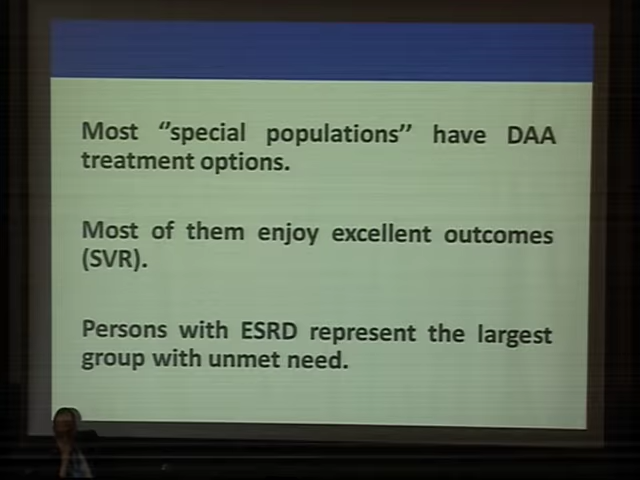 Most ‘’special populations’’ have DAA
treatment options.
Most of them enjoy excellent outcomes
(SVR).
Persons with ESRD represent the largest
group with unmet need.